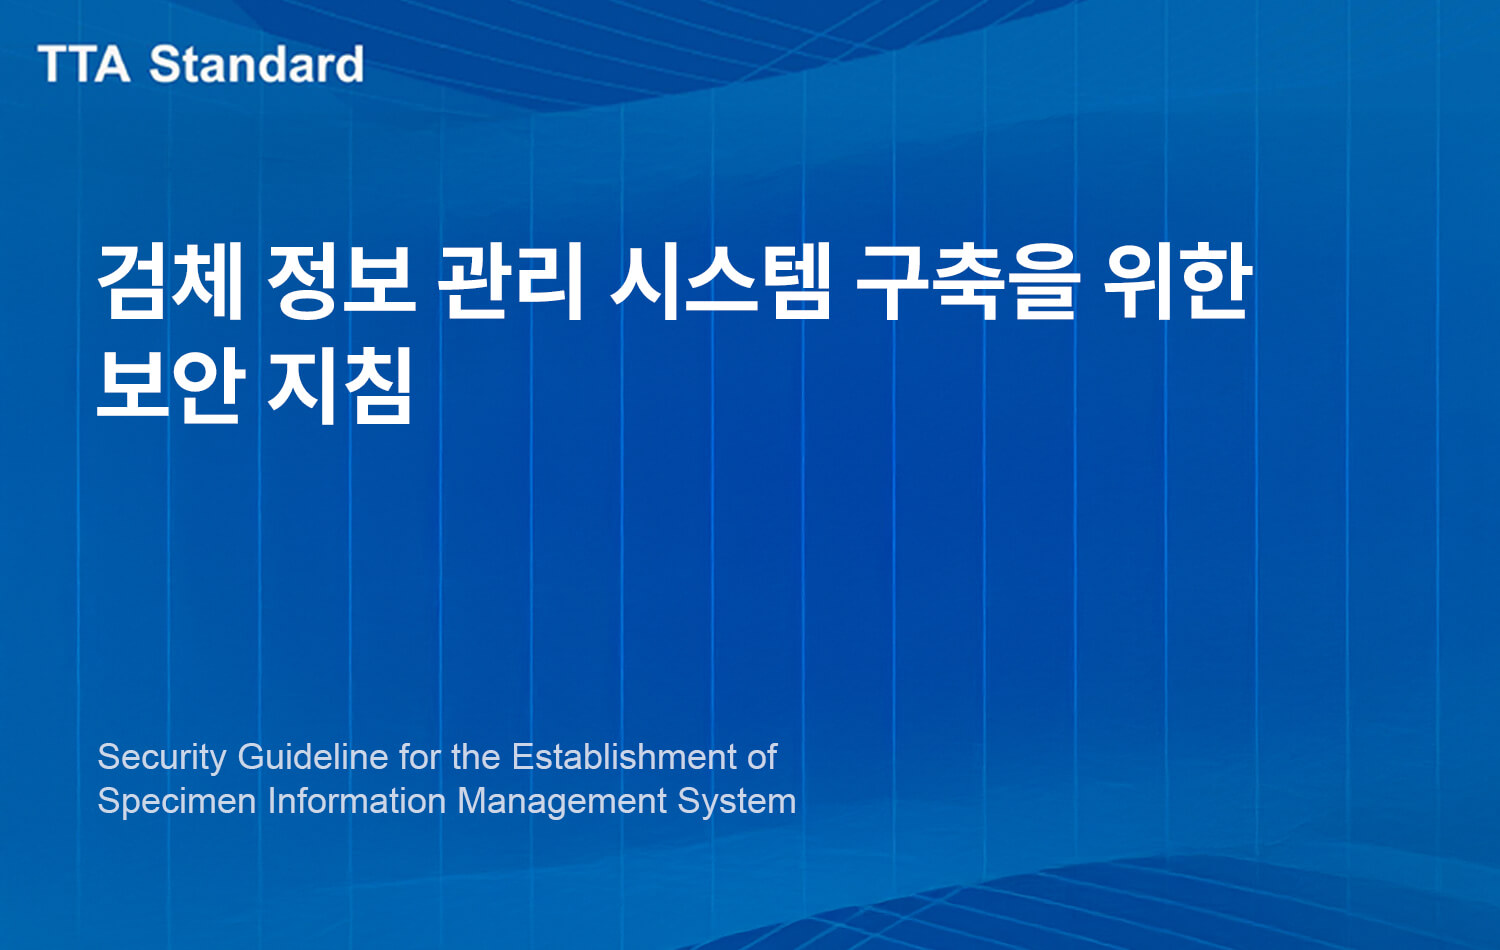 TTA Standard
검체 정보 관리 시스템 구축을 위한
보안 지침
Security Guideline for the Establishment of
Specimen Information Management System